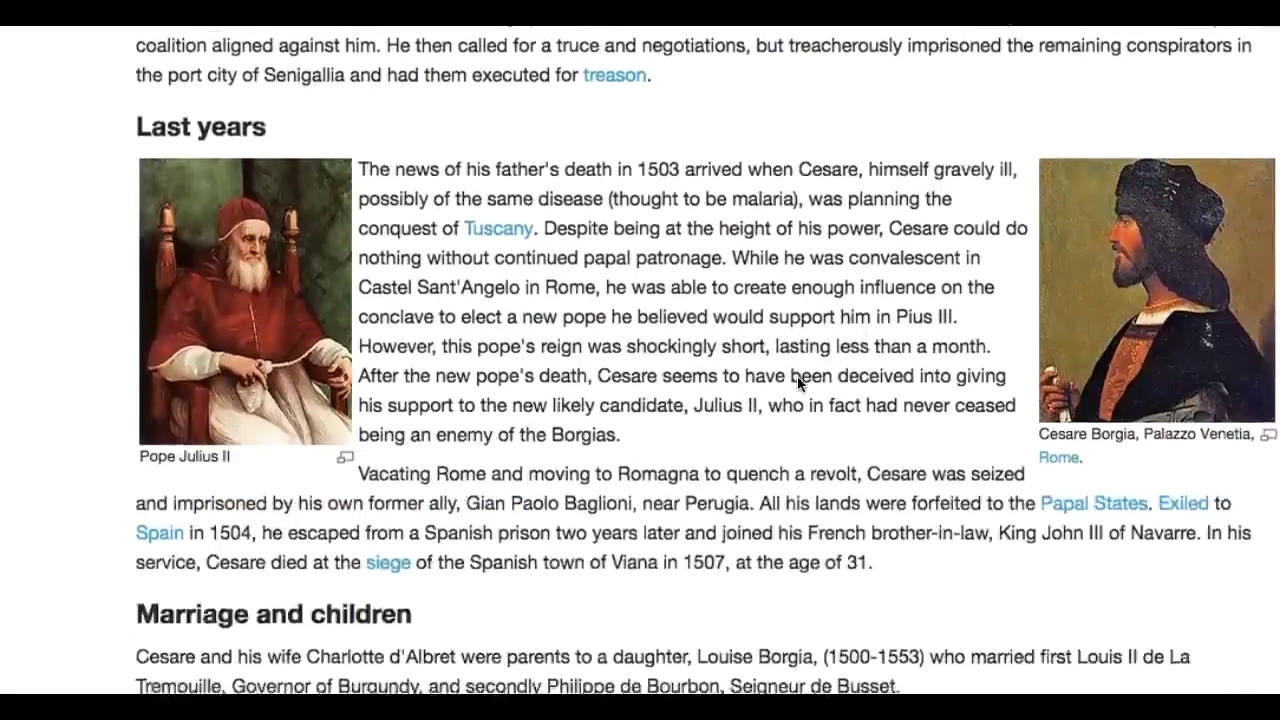 coalition aligned against him. He then called for a truce and negotiations, but treacherously imprisoned the remaining conspirators in
the port city of Senigallia and had them executed for treason.
Last years
The news of his father's death in 1503 arrived when Cesare, himself gravely ill,
possibly of the same disease (thought to be malaria), was planning the
conquest of Tuscany. Despite being at the height of his power, Cesare could do
nothing without continued papal patronage. While he was convalescent in
Castel Sant'Angelo in Rome, he was able to create enough influence on the
conclave to elect a new pope he believed would support him in Pius III.
However, this pope's reign was shockingly short, lasting less than a month.
After the new pope's death, Cesare seems to have been deceived into giving
his support to the new likely candidate, Julius II, who in fact had never ceased
being an enemy of the Borgias.
Pope Julius II
Cesare Borgia, Palazzo Venetia,
Rome.
Vacating Rome and moving to Romagna to quench a revolt, Cesare was seized
and imprisoned by his own former ally, Gian Paolo Baglioni, near Perugia. All his lands were forfeited to the Papal States. Exiled to
Spain in 1504, he escaped from a Spanish prison two years later and joined his French brother-in-law, King John III of Navarre. In his
service, Cesare died at the siege of the Spanish town of Viana in 1507, at the age of 31.
Marriage and children
Cesare and his wife Charlotte d'Albret were parents to a daughter, Louise Borgia, (1500-1553) who married first Louis II de La
Tremouille, Governor of Burgundy, and secondly Philippe de Bourbon, Seigneur de Busset.